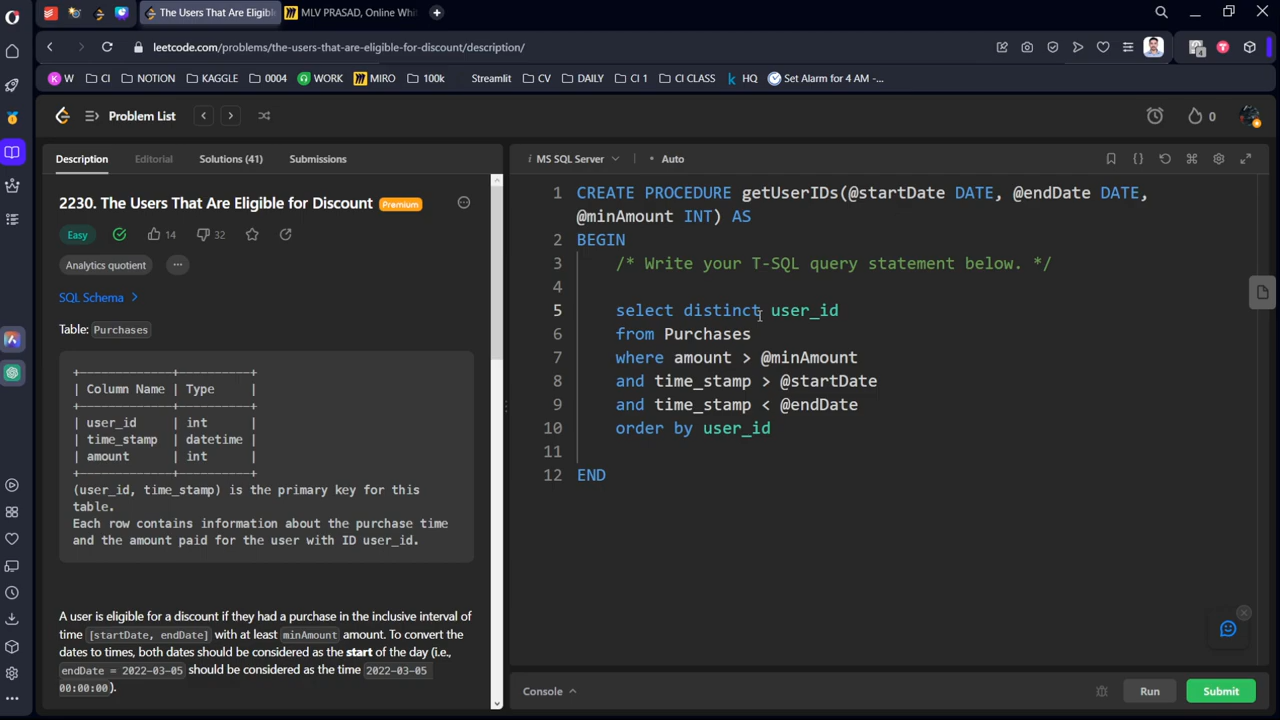 The Users That Are Eligible
MLV PRASAD, Online Whit
leetcode.com/problems/the-users-that-are-eligible-for-discount/description/
W
CI
NOTION
KAGGLE
0004
WORK
MIRO
100k
Streamlit
CV
DAILY
CI 1
CI CLASS
HQ
Set Alarm for 4 AM -...
Problem List
0
Description
Editorial
Solutions (41)
Submissions
2230. The Users That Are Eligible for Discount
Premium
Easy
14
32
Analytics quotient
...
SQL Schema >
Table: Purchases
+-------------+----------+
| Column Name | Type     |
+-------------+----------+
| user_id     | int      |
| time_stamp  | datetime |
| amount      | int      |
+-------------+----------+
(user_id, time_stamp) is the primary key for this
table.
Each row contains information about the purchase time
and the amount paid for the user with ID user_id.
A user is eligible for a discount if they had a purchase in the inclusive interval of
time [startDate, endDate] with at least minAmount amount. To convert the
dates to times, both dates should be considered as the start of the day (i.e.,
endDate = 2022-03-05 should be considered as the time 2022-03-05
00:00:00).
i MS SQL Server
• Auto
1 CREATE PROCEDURE getUserIDs(@startDate DATE, @endDate DATE,
@minAmount INT) AS
2 BEGIN
3 /* Write your T-SQL query statement below. */
4
5 select distinct user_id
6 from Purchases
7 where amount > @minAmount
8 and time_stamp > @startDate
9 and time_stamp < @endDate
10 order by user_id
11
12 END
Console
Run
Submit